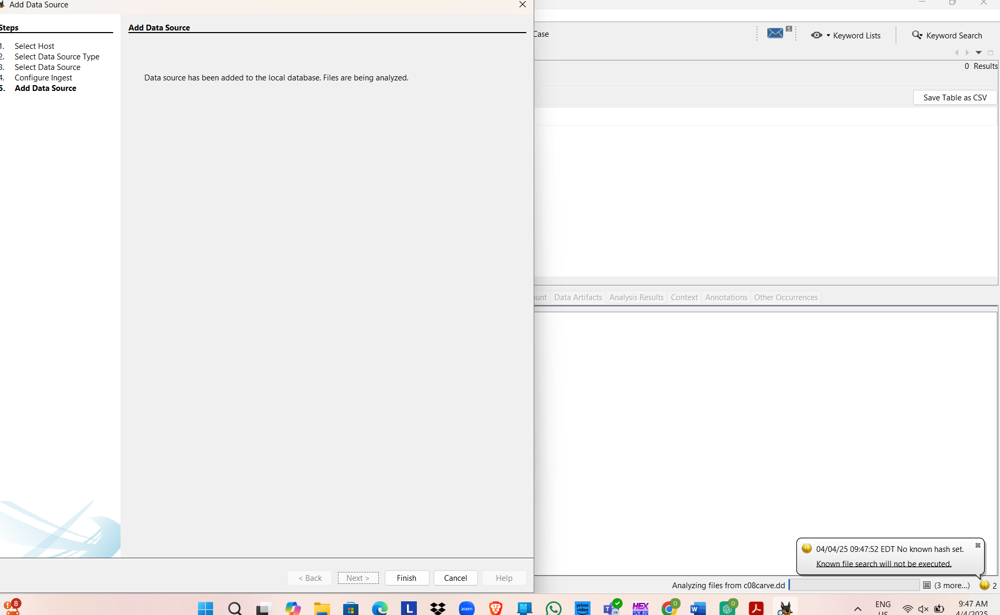 Add Data Source
Steps
1. Select Host
2. Select Data Source Type
3. Select Data Source
4. Configure Ingest
5. Add Data Source
Add Data Source
Data source has been added to the local database. Files are being analyzed.
< Back
Next >
Finish
Cancel
Help
Case
5
Keyword Lists
Keyword Search
0 Results
Save Table as CSV
Data Artifacts
Analysis Results
Context
Annotations
Other Occurrences
04/04/25 09:47:52 EDT No known hash set.
Known file search will not be executed.
Analyzing files from c08carve.dd
(3 more...)
2
8
L
zoom
prime video
T
HEX
0
W
0
ENG
US
9:47 AM
4/4/2025